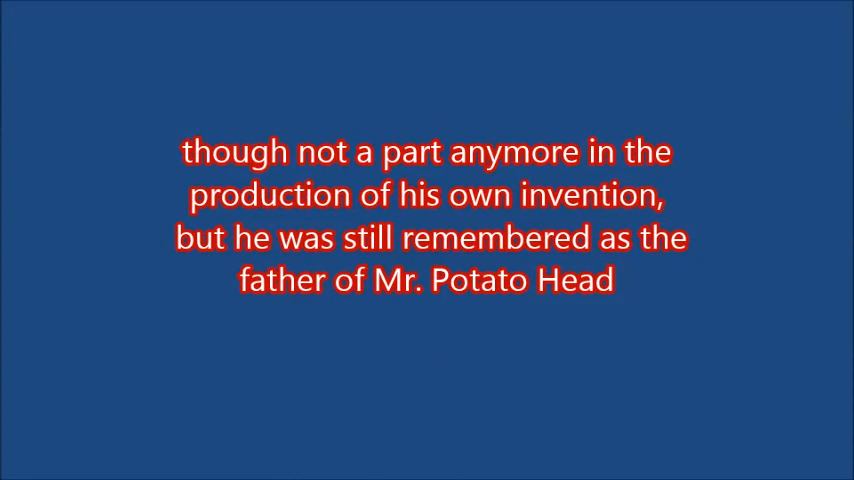 though not a part anymore in the
production of his own invention,
but he was still remembered as the
father of Mr. Potato Head